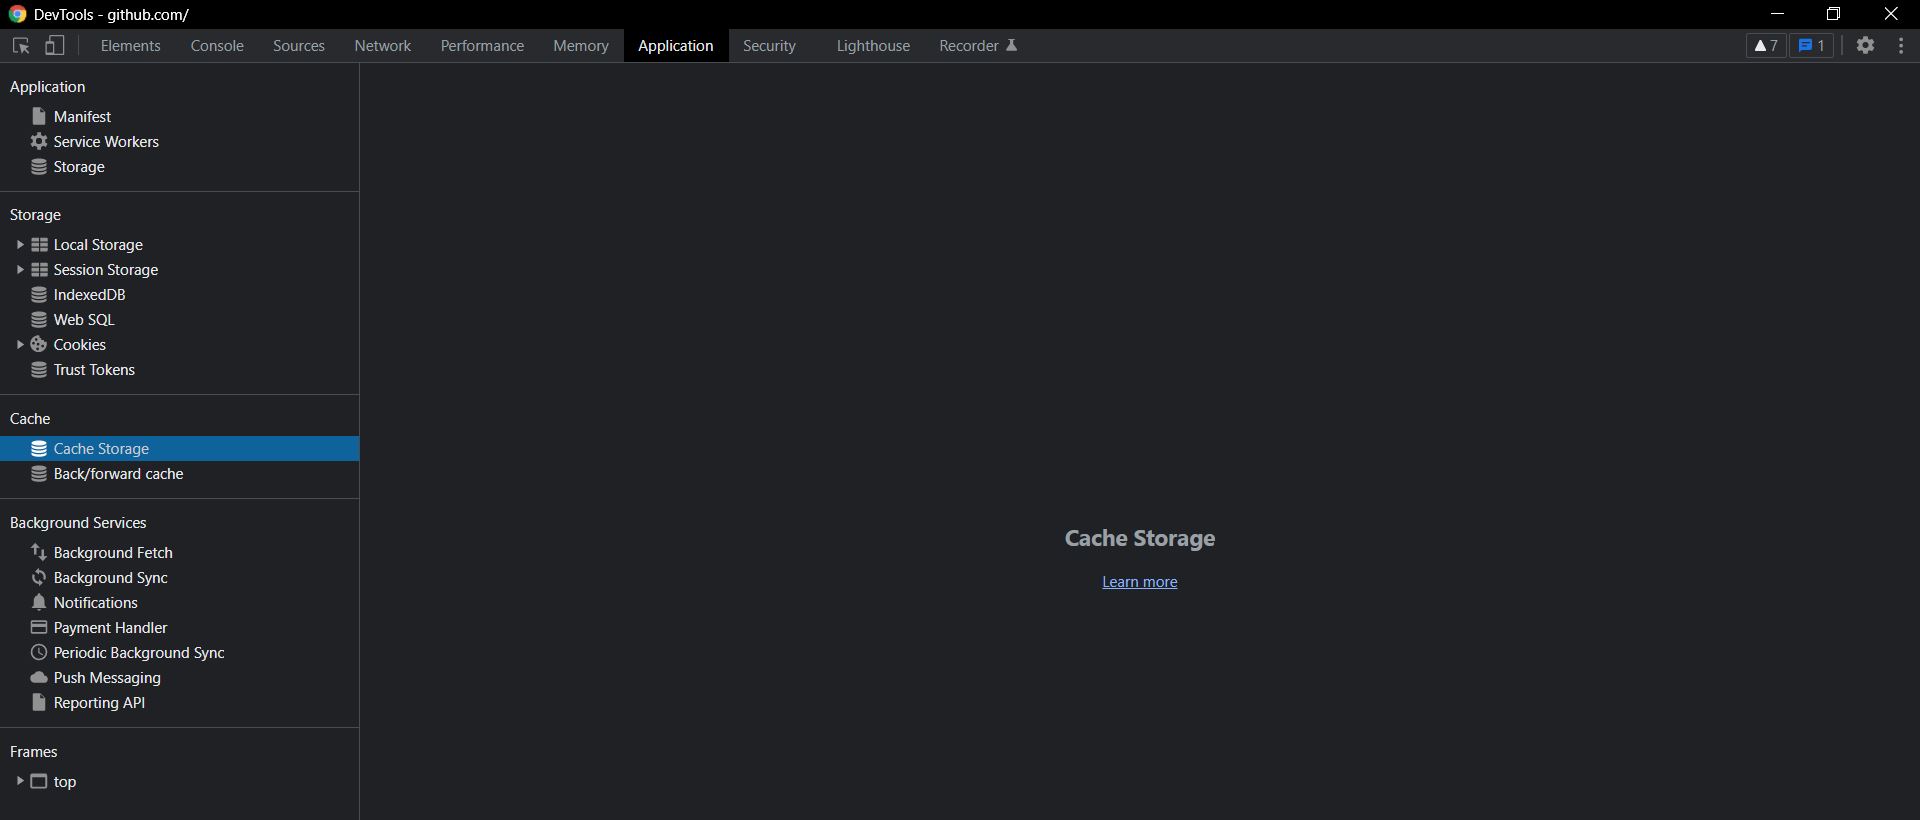 DevTools - github.com/
Elements Console Sources Network Performance Memory Application Security Lighthouse Recorder 7 1
Application
Manifest
Service Workers
Storage
Storage
Local Storage
Session Storage
IndexedDB
Web SQL
Cookies
Trust Tokens
Cache
Cache Storage
Back/forward cache
Background Services
Background Fetch
Background Sync
Notifications
Payment Handler
Periodic Background Sync
Push Messaging
Reporting API
Frames
top
Cache Storage
Learn more